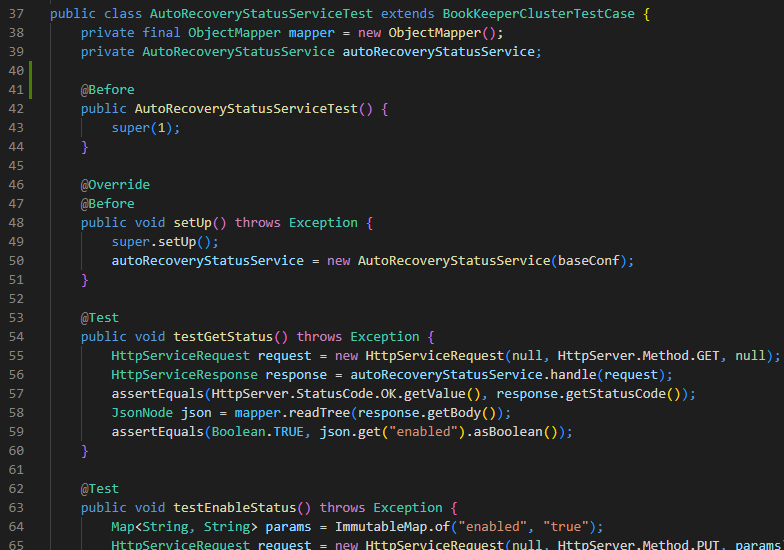 37 public class AutoRecoveryStatusServiceTest extends BookKeeperClusterTestCase {
38     private final ObjectMapper mapper = new ObjectMapper();
39     private AutoRecoveryStatusService autoRecoveryStatusService;
40
41     @Before
42     public AutoRecoveryStatusServiceTest() {
43         super(1);
44     }
45
46     @Override
47     @Before
48     public void setUp() throws Exception {
49         super.setUp();
50         autoRecoveryStatusService = new AutoRecoveryStatusService(baseConf);
51     }
52
53     @Test
54     public void testGetStatus() throws Exception {
55         HttpServiceRequest request = new HttpServiceRequest(null, HttpServer.Method.GET, null);
56         HttpServiceResponse response = autoRecoveryStatusService.handle(request);
57         assertEquals(HttpServer.StatusCode.OK.getValue(), response.getStatusCode());
58         JsonNode json = mapper.readTree(response.getBody());
59         assertEquals(Boolean.TRUE, json.get("enabled").asBoolean());
60     }
61
62     @Test
63     public void testEnableStatus() throws Exception {
64         Map<String, String> params = ImmutableMap.of("enabled", "true");
65         HttpServiceRequest request = new HttpServiceRequest(null, HttpServer.Method.PUT, params